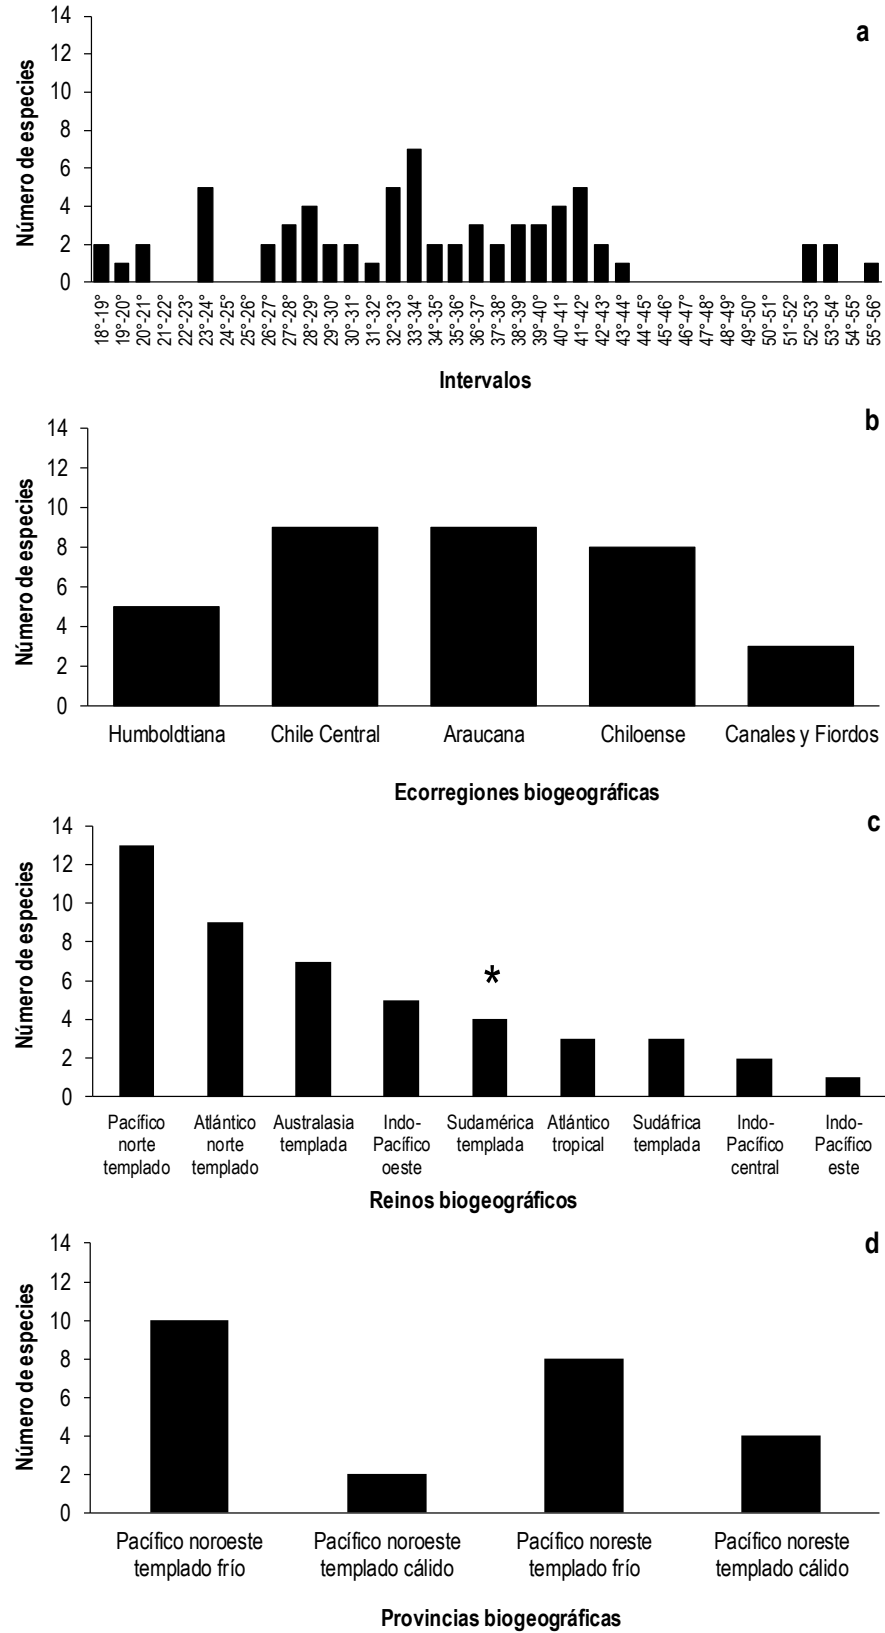 a
Número de especies
14
12
10
8
6
4
2
0
18°-19°
19°-20°
20°-21°
21°-22°
22°-23°
23°-24°
24°-25°
25°-26°
26°-27°
27°-28°
28°-29°
29°-30°
30°-31°
31°-32°
32°-33°
33°-34°
34°-35°
35°-36°
36°-37°
37°-38°
38°-39°
39°-40°
40°-41°
41°-42°
42°-43°
43°-44°
44°-45°
45°-46°
46°-47°
47°-48°
48°-49°
49°-50°
50°-51°
51°-52°
52°-53°
53°-54°
54°-55°
55°-56°
Intervalos
b
Número de especies
14
12
10
8
6
4
2
0
Humboldtiana Chile Central Araucana Chiloense Canales y Fiordos
Ecorregiones biogeográficas
c
Número de especies
14
12
10
8
6
4
2
0
*
Pacífico
norte
templado
Atlántico
norte
templado
Australasia
templada
Indo-
Pacífico
oeste
Sudamérica
templada
Atlántico
tropical
Sudáfrica
templada
Indo-
Pacífico
central
Indo-
Pacífico
este
Reinos biogeográficos
d
Número de especies
14
12
10
8
6
4
2
0
Pacífico noroeste
templado frío
Pacífico noroeste
templado cálido
Pacífico noreste
templado frío
Pacífico noreste
templado cálido
Provincias biogeográficas